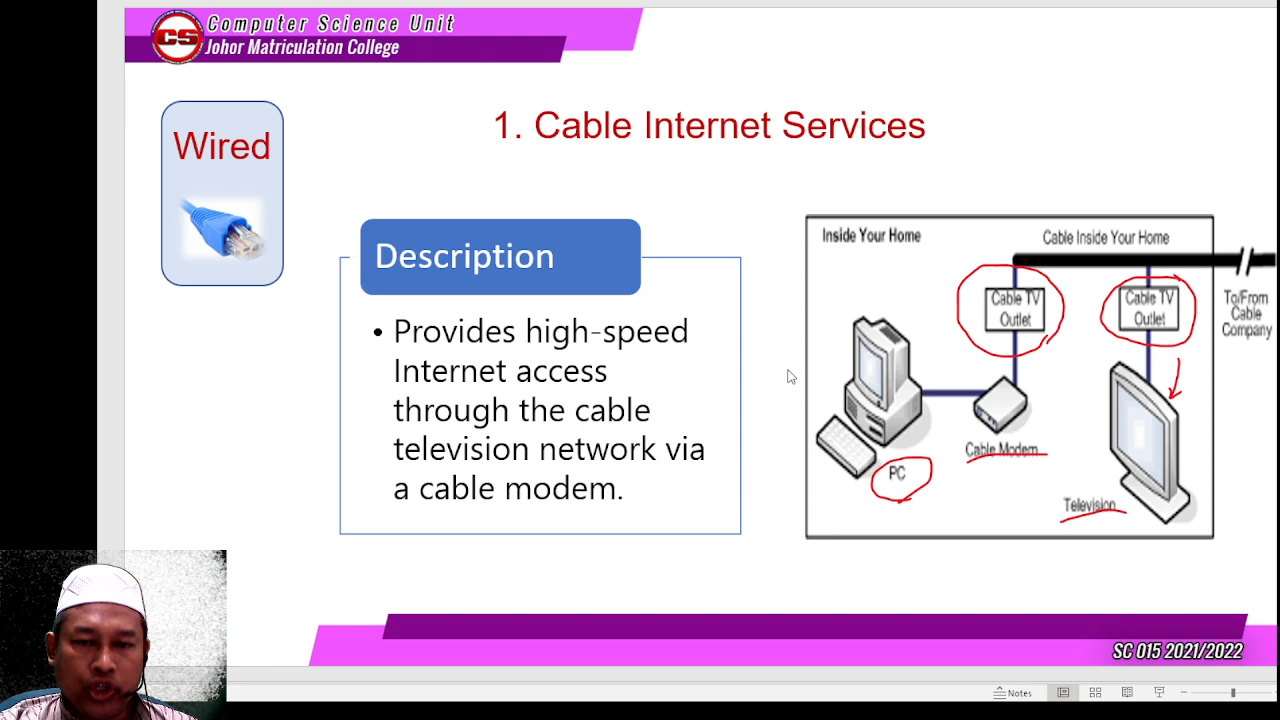 Computer Science Unit
CS
Johor Matriculation College
Wired
1. Cable Internet Services
Description
• Provides high-speed
Internet access
through the cable
television network via
a cable modem.
Inside Your Home
Cable Inside Your Home
Cable TV
Outlet
Cable TV
Outlet
To/From
Cable
Company
Cable Modem
PC
Television
SC 015 2021/2022
Notes